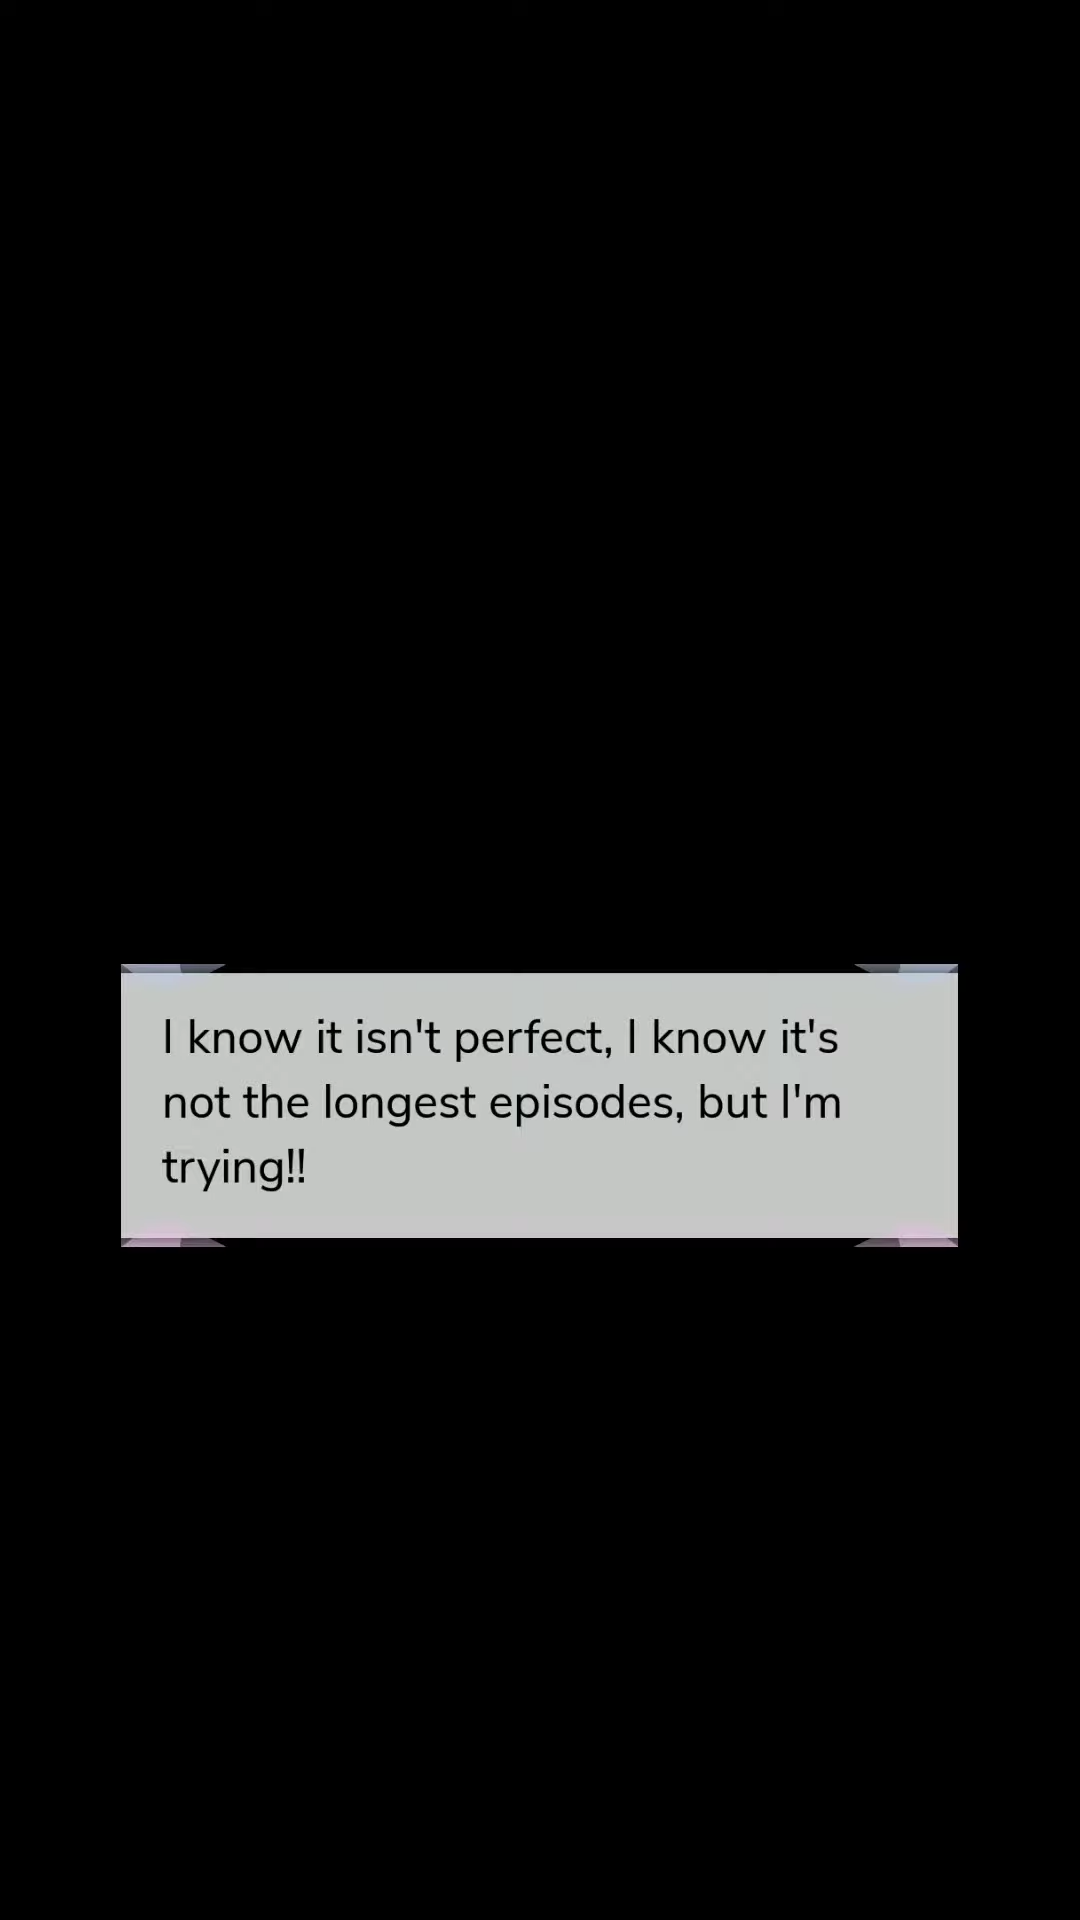 I know it isn't perfect, I know it's
not the longest episodes, but I'm
trying!!